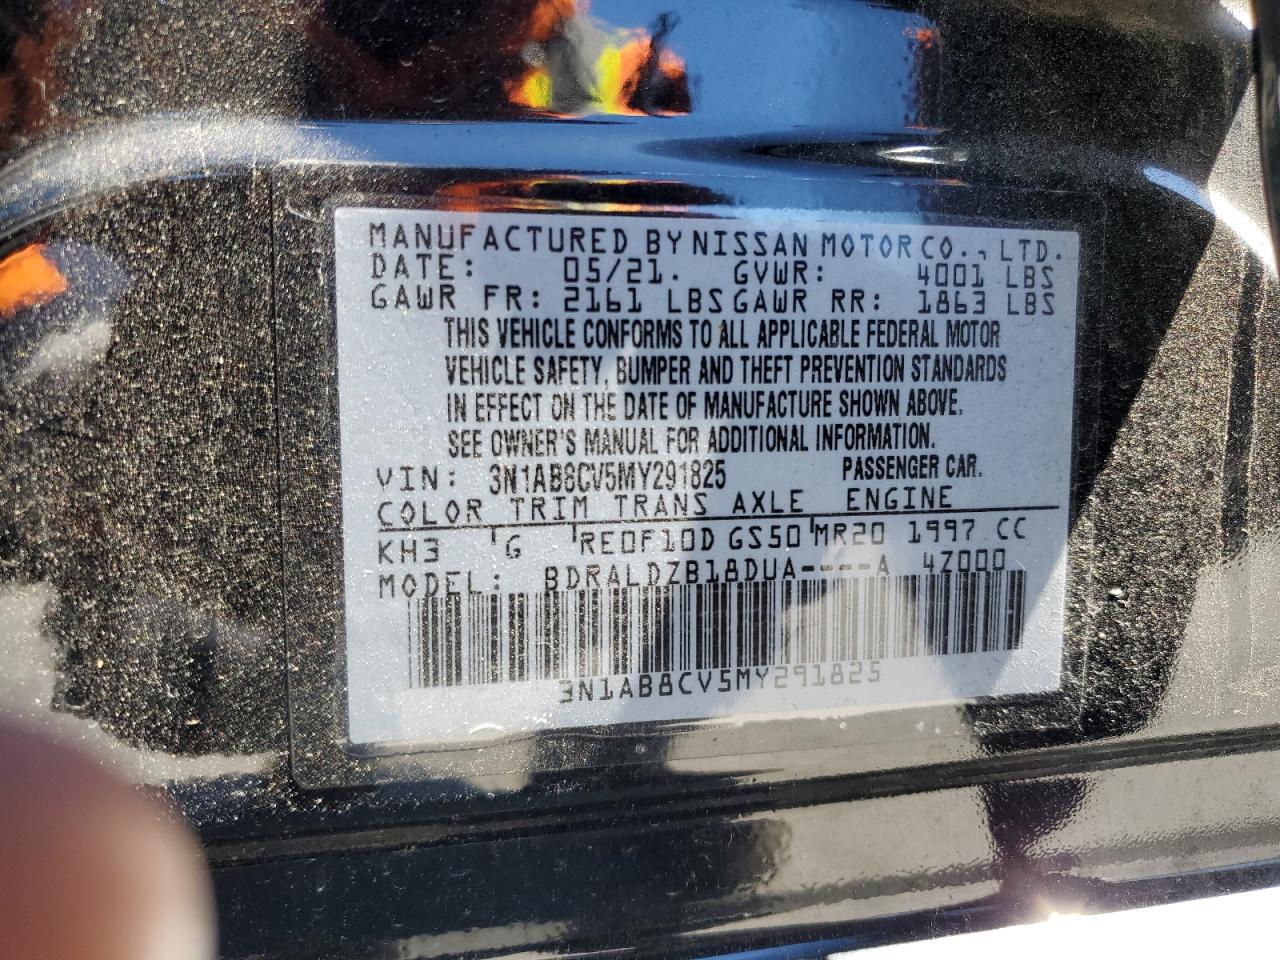 MANUFACTURED BY NISSAN MOTOR CO., LTD.
DATE: 05/21. GVWR: 4001 LBS
GAWR FR: 2161 LBS GAWR RR: 1863 LBS
THIS VEHICLE CONFORMS TO ALL APPLICABLE FEDERAL MOTOR
VEHICLE SAFETY, BUMPER AND THEFT PREVENTION STANDARDS
IN EFFECT ON THE DATE OF MANUFACTURE SHOWN ABOVE.
SEE OWNER'S MANUAL FOR ADDITIONAL INFORMATION.
VIN: 3N1AB8CV5MY291825 PASSENGER CAR.
COLOR TRIM TRANS AXLE ENGINE
KH3 G RE0F10D GS50 MR20 1997 CC
MODEL: BDRALDZB18DUA----A 4Z000
3N1AB8CV5MY291825